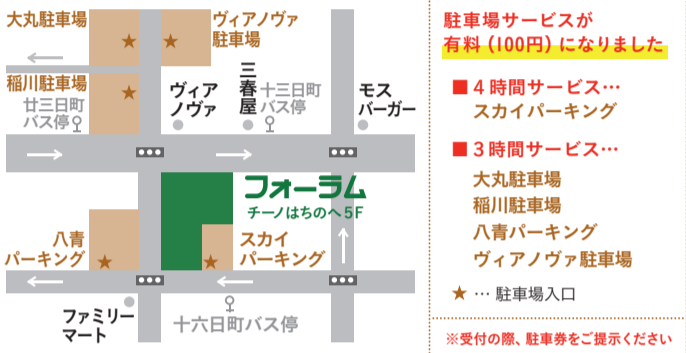 大丸駐車場
ヴィアノヴァ
駐車場
稲川駐車場
廿三日町
バス停
ヴィア
ノヴァ
三春屋
十三日町
バス停
モス
バーガー
フォーラム
チーノはちのへ5F
八青
パーキング
スカイ
パーキング
ファミリー
マート
十六日町バス停
駐車場サービスが
有料（100円）になりました
■４時間サービス…
スカイパーキング
■３時間サービス…
大丸駐車場
稲川駐車場
八青パーキング
ヴィアノヴァ駐車場
★ … 駐車場入口
※受付の際、駐車券をご提示ください